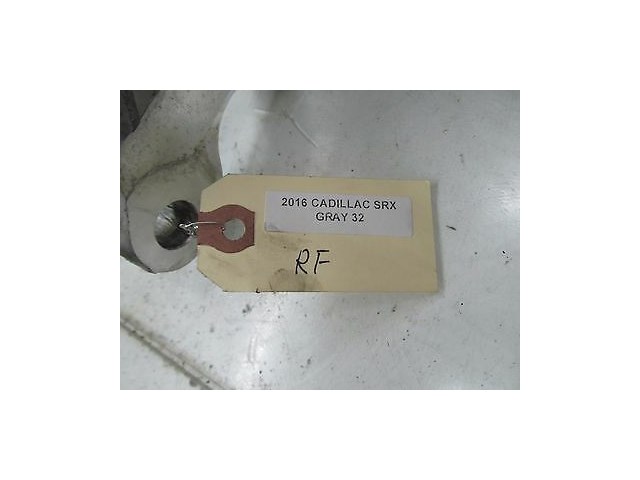 2016 CADILLAC SRX
GRAY 32
RF